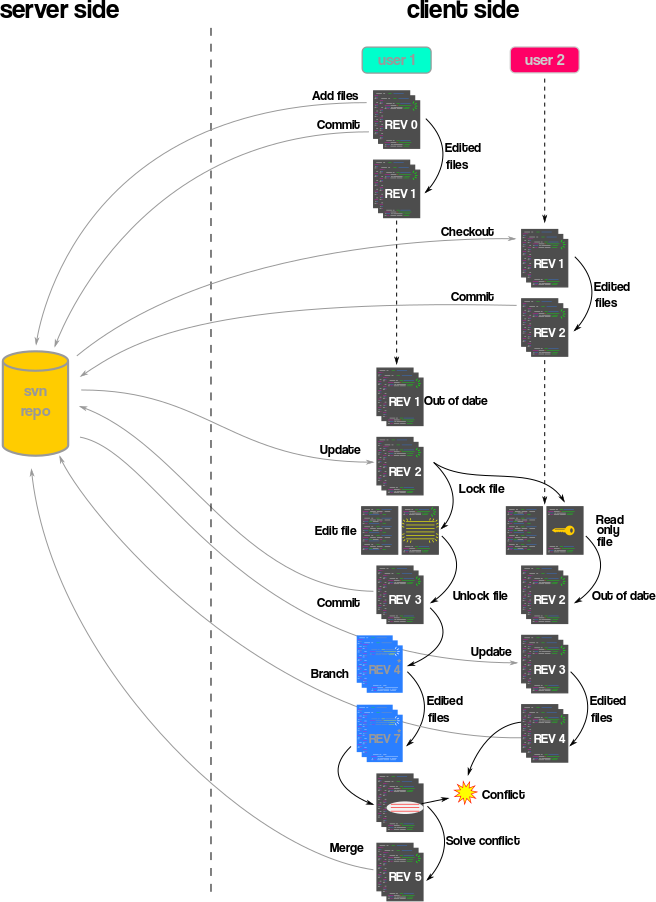 server side
client side
user 1
user 2
Add files
REV 0
Commit
Edited
files
REV 1
Checkout
REV 1
Edited
files
Commit
REV 2
svn
repo
REV 1
Out of date
Update
REV 2
Lock file
Edit file
Read
only
file
REV 3
Unlock file
REV 2
Out of date
Commit
Update
REV 3
Branch
REV 4
Edited
files
Edited
files
REV 7
REV 4
Conflict
Solve conflict
Merge
REV 5